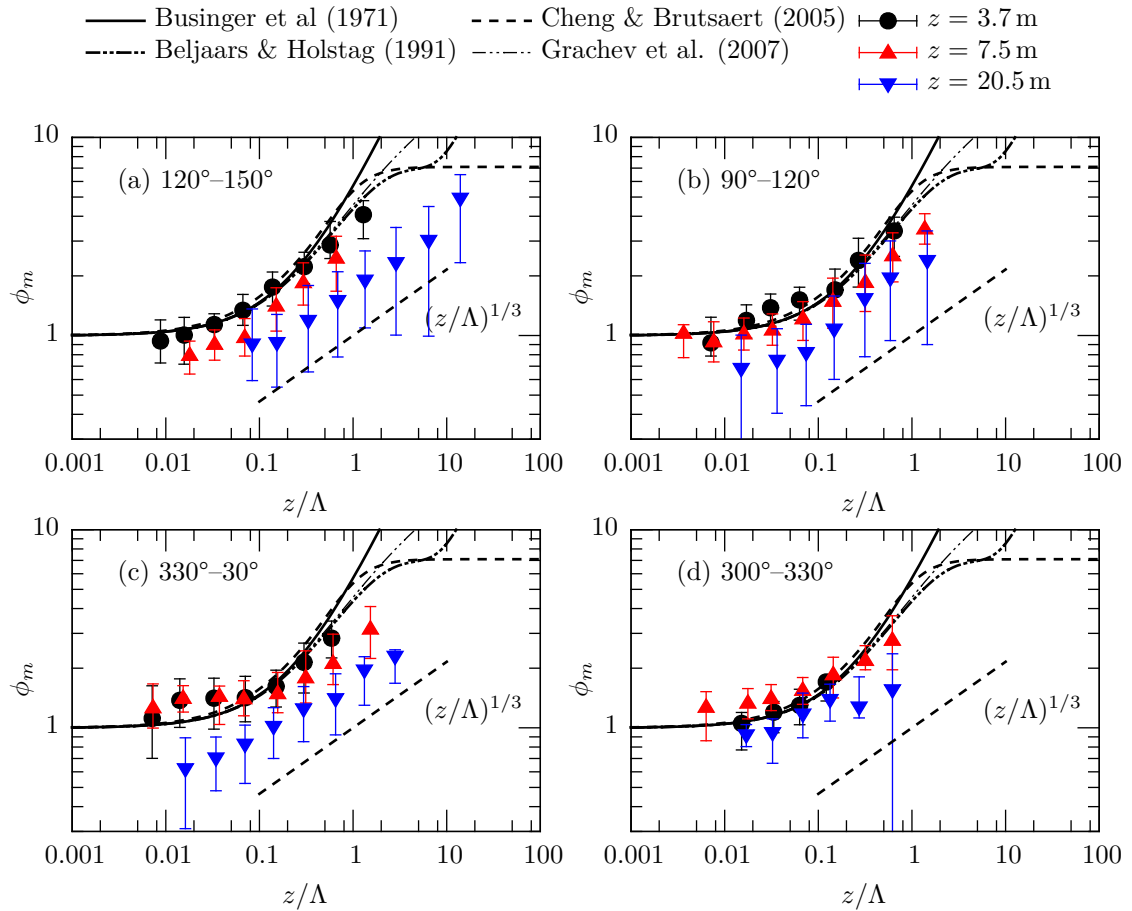 Businger et al (1971)
Cheng & Brutsaert (2005)
z = 3.7 m
Beljaars & Holstag (1991)
Grachev et al. (2007)
z = 7.5 m
z = 20.5 m
10
(a) 120°–150°
ϕm
1
(z/Λ)^1/3
0.001 0.01 0.1 1 10 100
z/Λ
10
(b) 90°–120°
ϕm
1
(z/Λ)^1/3
0.001 0.01 0.1 1 10 100
z/Λ
10
(c) 330°–30°
ϕm
1
(z/Λ)^1/3
0.001 0.01 0.1 1 10 100
z/Λ
10
(d) 300°–330°
ϕm
1
(z/Λ)^1/3
0.001 0.01 0.1 1 10 100
z/Λ